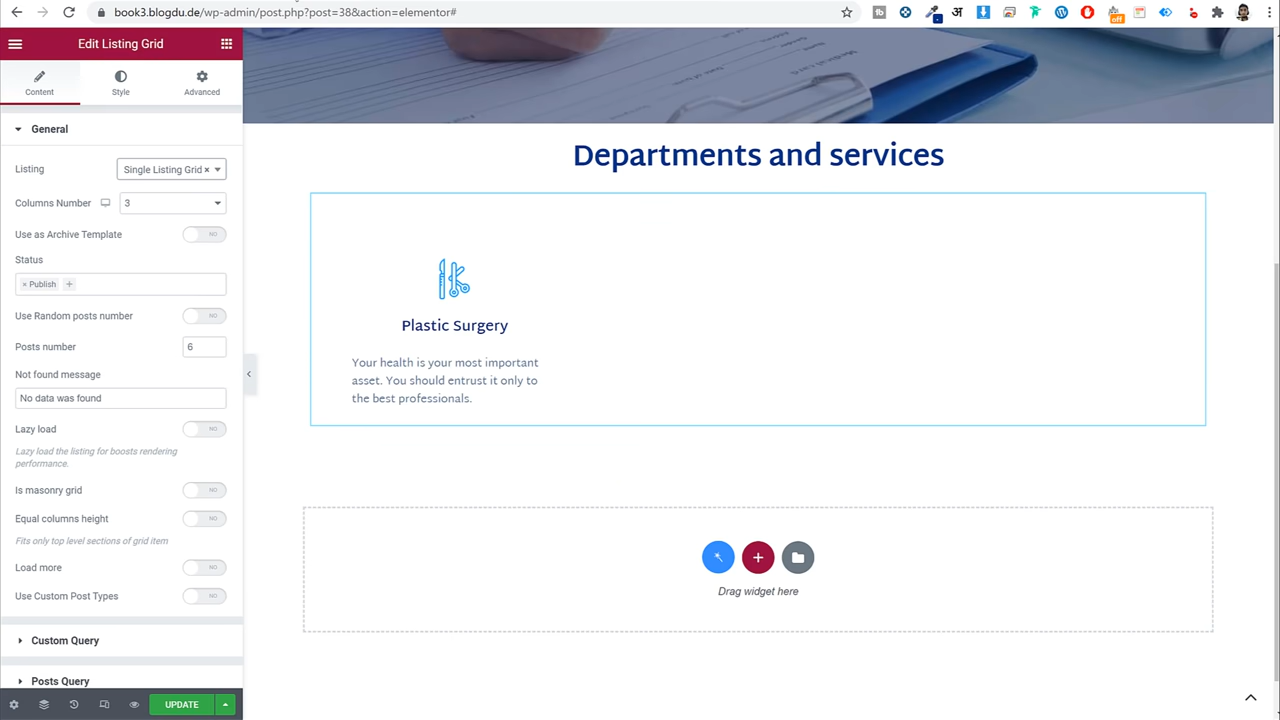 book3.blogdu.de/wp-admin/post.php?post=38&action=elementor#
off
Edit Listing Grid
Content
Style
Advanced
General
Listing
Single Listing Grid ×
Columns Number
3
Use as Archive Template
NO
Status
× Publish +
Use Random posts number
NO
Posts number
6
Not found message
No data was found
Lazy load
NO
Lazy load the listing for boosts rendering
performance.
Is masonry grid
NO
Equal columns height
NO
Fits only top level sections of grid item
Load more
NO
Use Custom Post Types
NO
Custom Query
Posts Query
UPDATE
Medical Card
Departments and services
Plastic Surgery
Your health is your most important
asset. You should entrust it only to
the best professionals.
Drag widget here